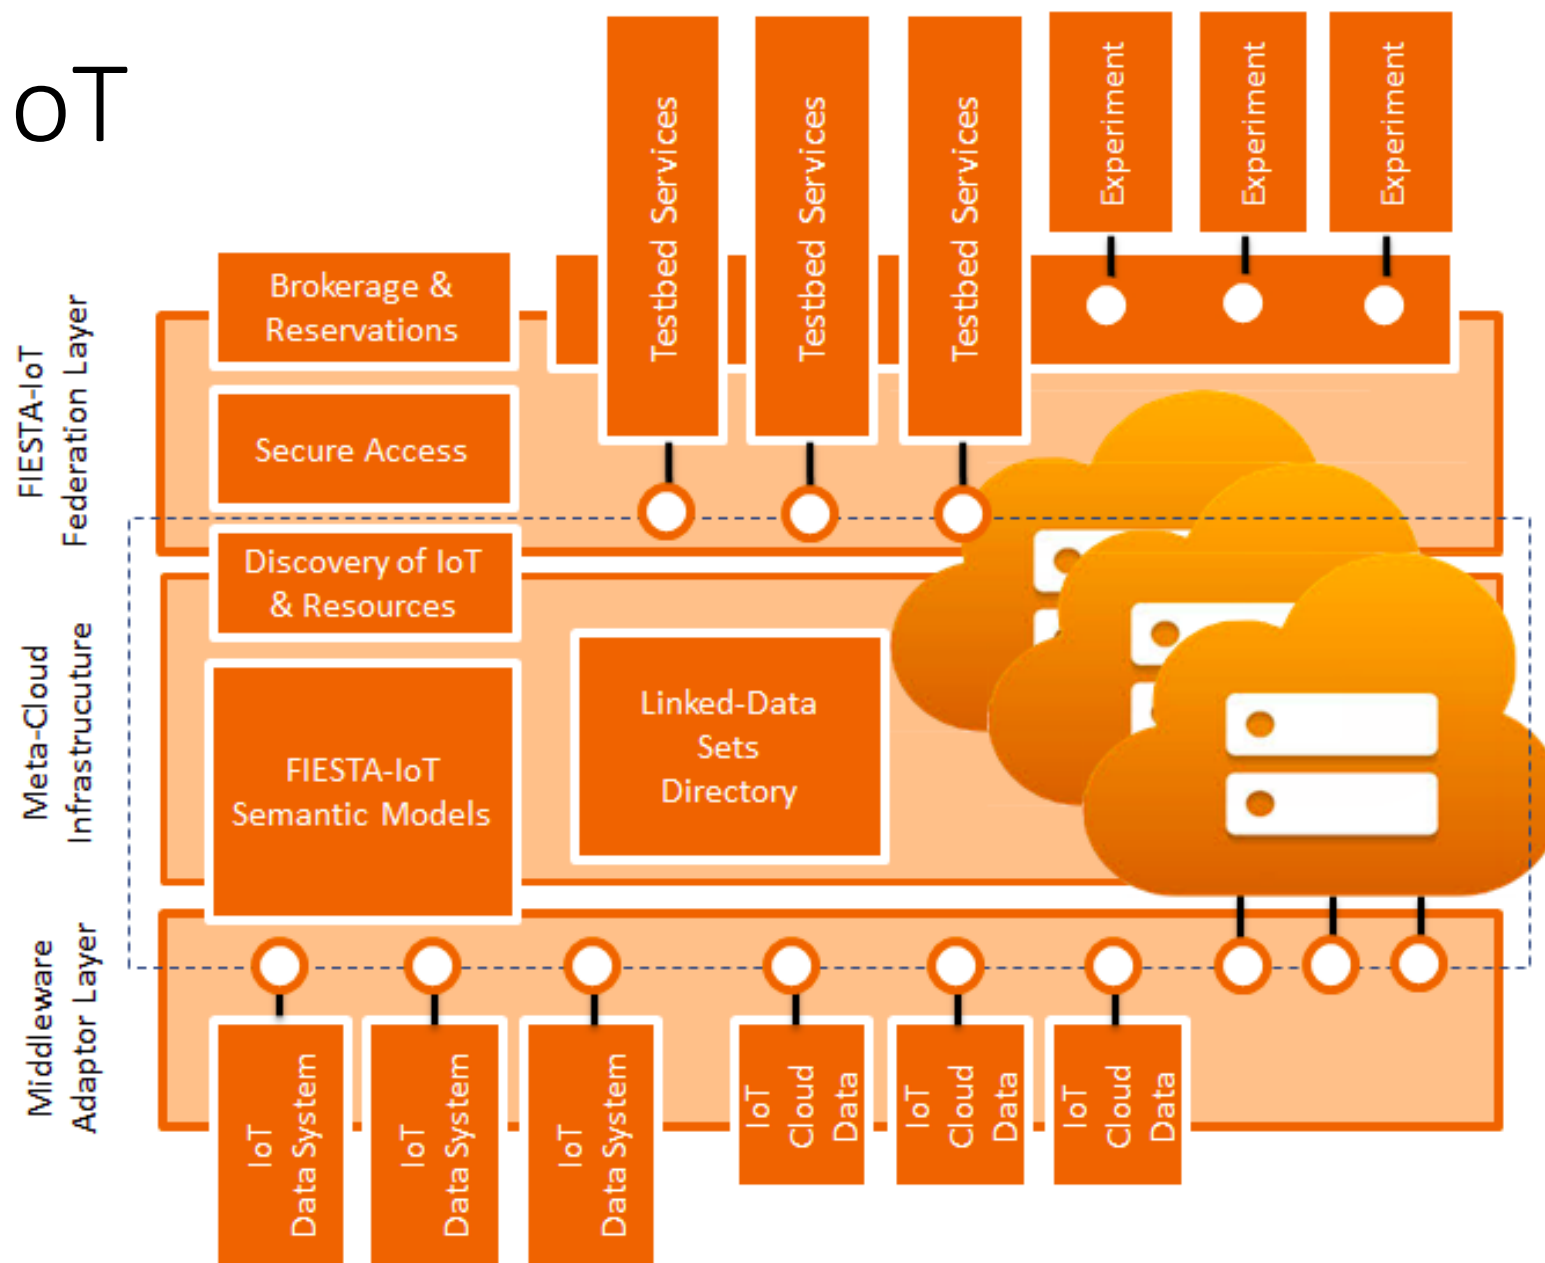 oT
Testbed Services
Testbed Services
Testbed Services
Experiment
Experiment
Experiment
FIESTA-IoT
Federation Layer
Brokerage &
Reservations
Secure Access
Discovery of IoT
& Resources
Meta-Cloud
Infrastrucuture
FIESTA-IoT
Semantic Models
Linked-Data
Sets
Directory
Middleware
Adaptor Layer
IoT
Data System
IoT
Data System
IoT
Data System
IoT
Cloud
Data
IoT
Cloud
Data
IoT
Cloud
Data